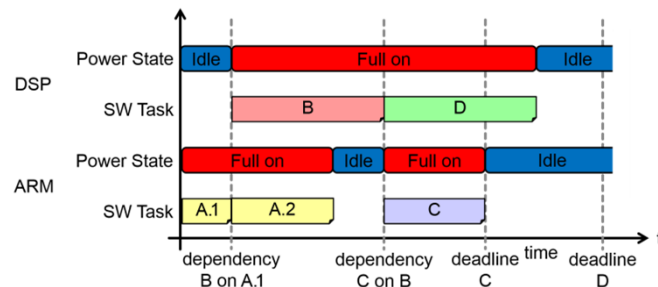 Power State Idle Full on Idle
DSP
SW Task B D
Power State Full on Idle Full on Idle
ARM
SW Task A.1 A.2 C
t
time
dependency dependency deadline deadline
B on A.1 C on B C D